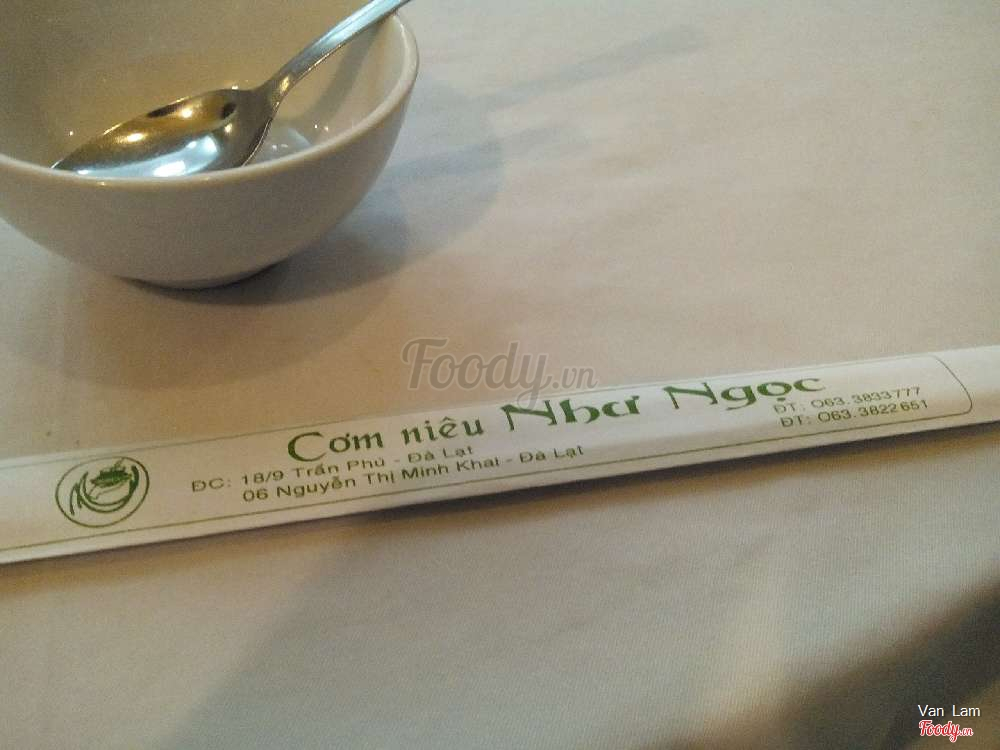 Foody.vn
Cơm niêu Như Ngọc
ĐC: 18/9 Trần Phú - Đà Lạt
06 Nguyễn Thị Minh Khai - Đà Lạt
ĐT: 063.3833777
ĐT: 063.3822651
Van Lam
Foody.vn